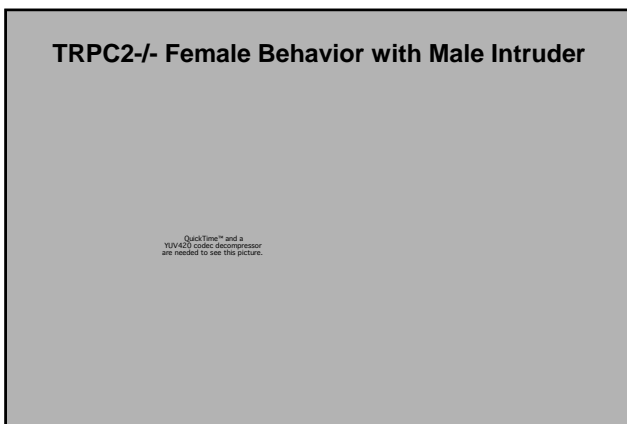 TRPC2-/- Female Behavior with Male Intruder
QuickTime™ and a
YUV420 codec decompressor
are needed to see this picture.